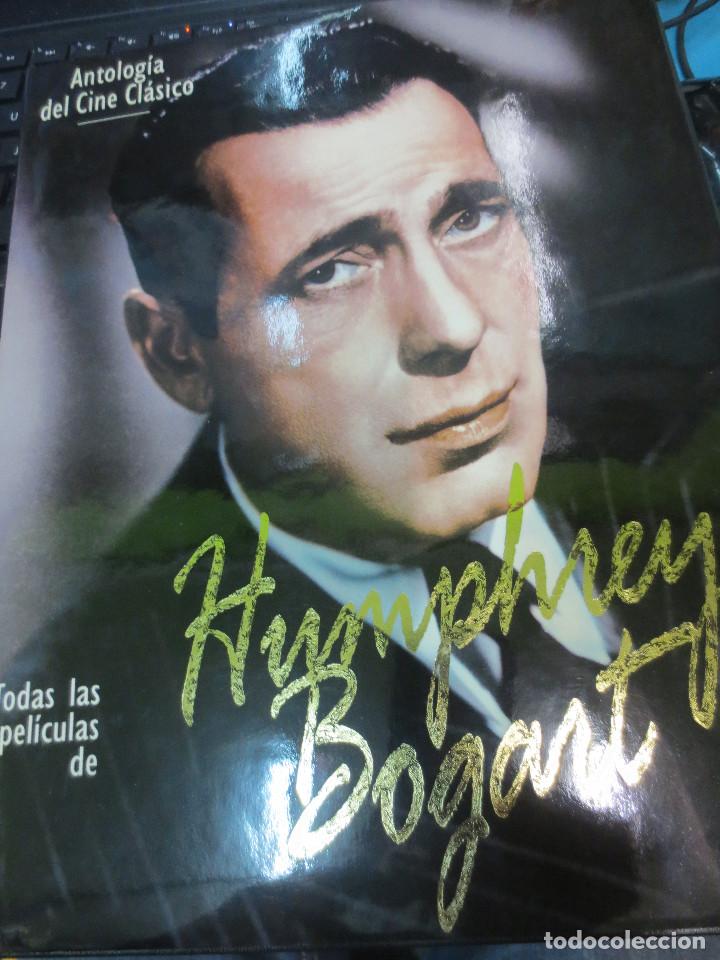 Antología
del Cine Clásico
Todas las
películas
de
Humphrey
Bogart
todocoleccion